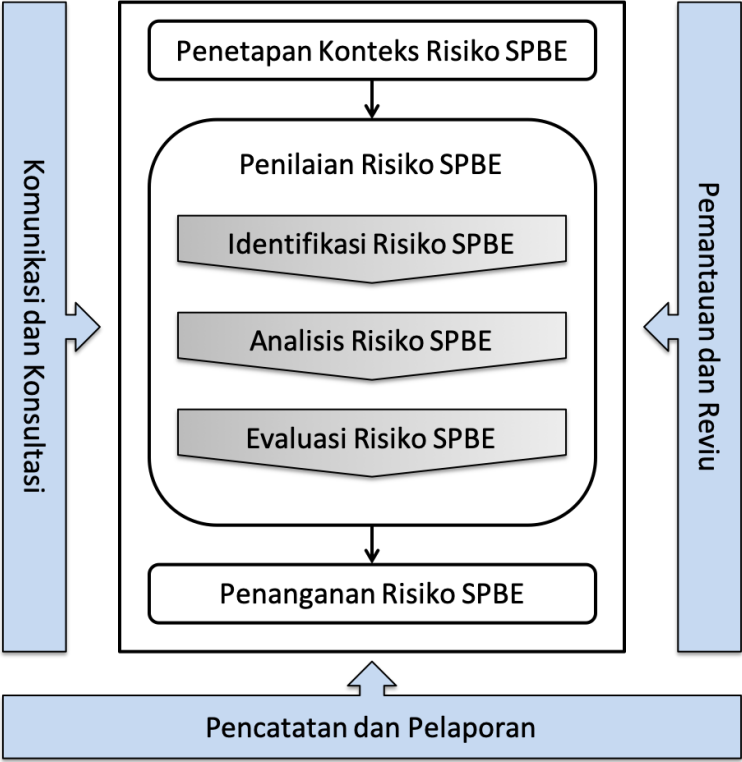 Penetapan Konteks Risiko SPBE
Penilaian Risiko SPBE
Identifikasi Risiko SPBE
Analisis Risiko SPBE
Evaluasi Risiko SPBE
Penanganan Risiko SPBE
Komunikasi dan Konsultasi
Pemantauan dan Reviu
Pencatatan dan Pelaporan